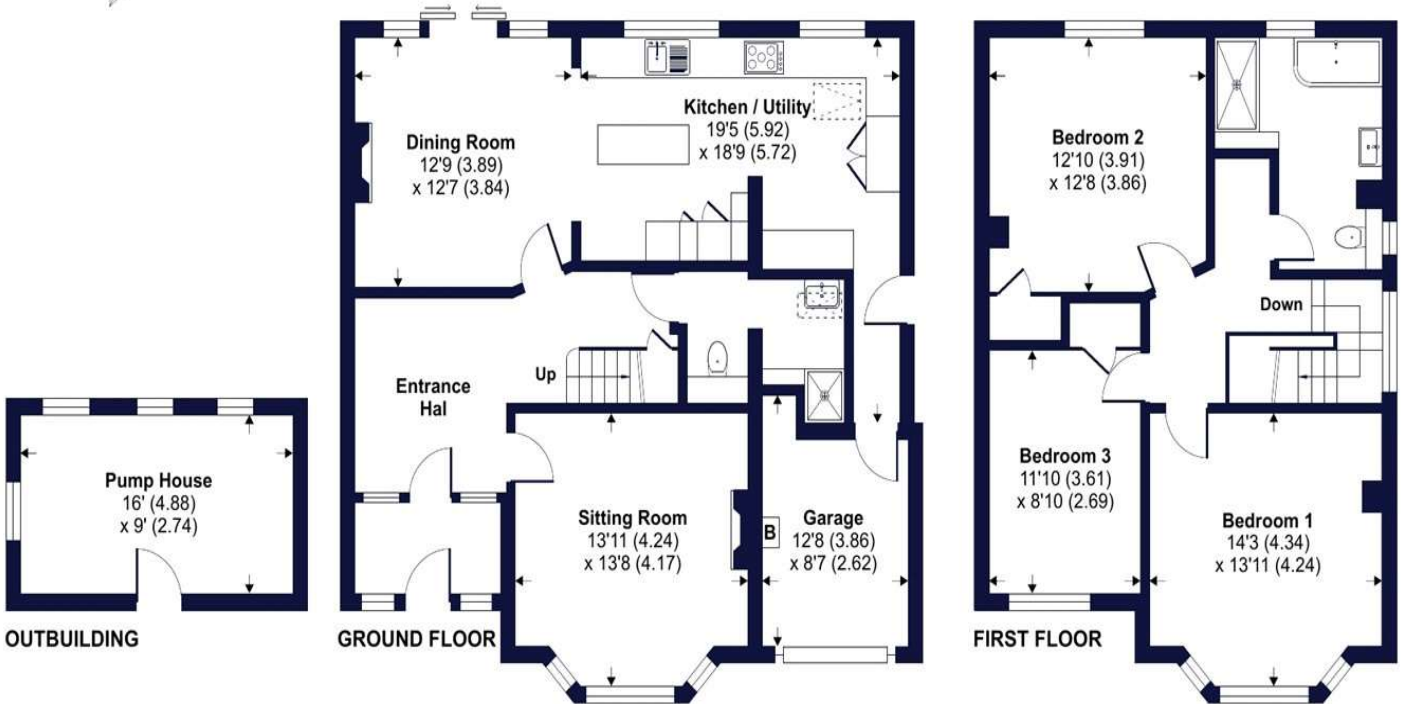 Dining Room
12'9 (3.89)
x 12'7 (3.84)
Kitchen / Utility
19'5 (5.92)
x 18'9 (5.72)
Entrance
Hal
Up
Sitting Room
13'11 (4.24)
x 13'8 (4.17)
B
Garage
12'8 (3.86)
x 8'7 (2.62)
Pump House
16' (4.88)
x 9' (2.74)
Bedroom 2
12'10 (3.91)
x 12'8 (3.86)
Down
Bedroom 3
11'10 (3.61)
x 8'10 (2.69)
Bedroom 1
14'3 (4.34)
x 13'11 (4.24)
OUTBUILDING
GROUND FLOOR
FIRST FLOOR